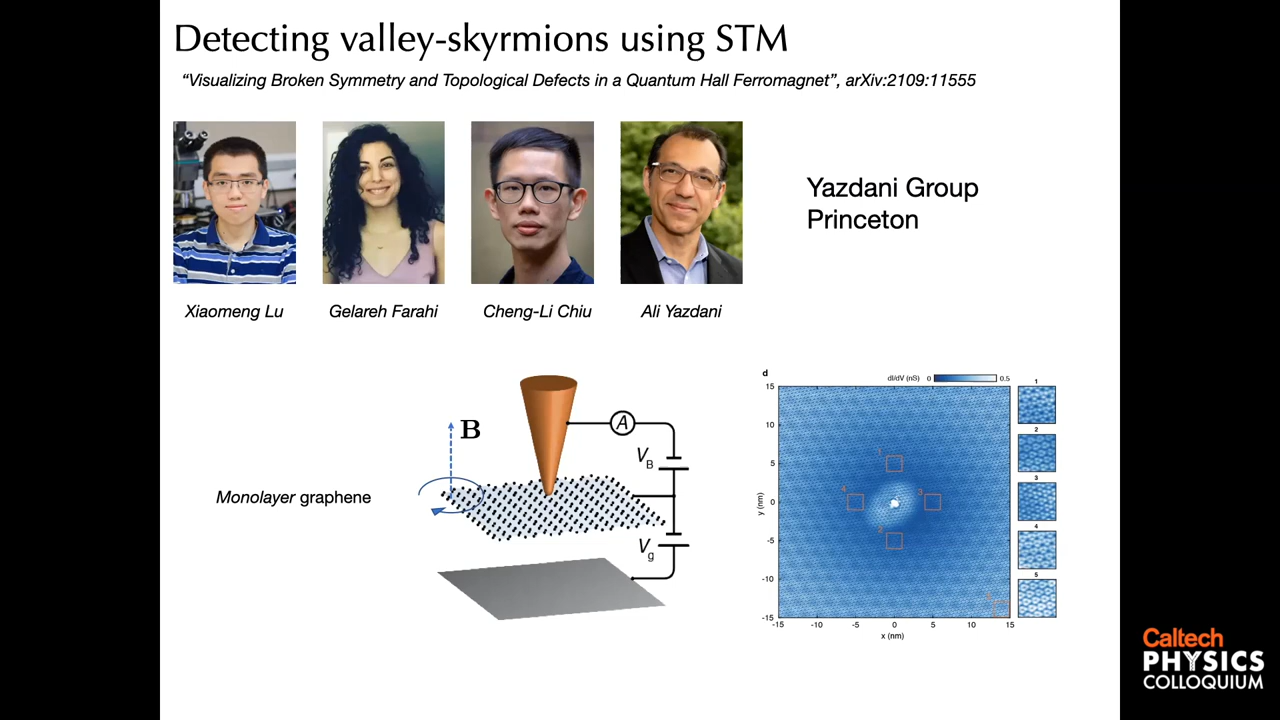 Detecting valley-skyrmions using STM
“Visualizing Broken Symmetry and Topological Defects in a Quantum Hall Ferromagnet”, arXiv:2109:11555
Yazdani Group
Princeton
Xiaomeng Lu
Gelareh Farahi
Cheng-Li Chiu
Ali Yazdani
Monolayer graphene
B
A
VB
Vg
d
dI/dV (nS) 0 0.5
15
10
5
0
-5
-10
-15
y (nm)
-15 -10 -5 0 5 10 15
x (nm)
1
2
3
4
5
Caltech
PHYSICS
COLLOQUIUM